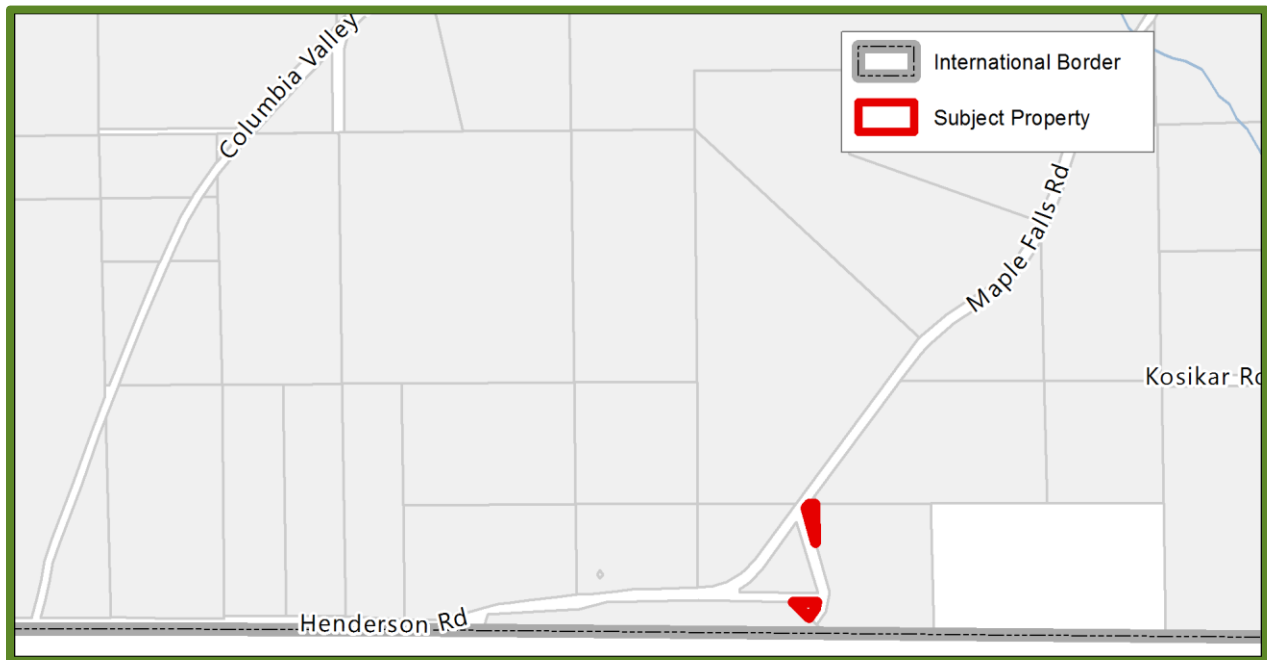 Columbia Valley
International Border
Subject Property
Maple Falls Rd
Kosikar Rd
Henderson Rd